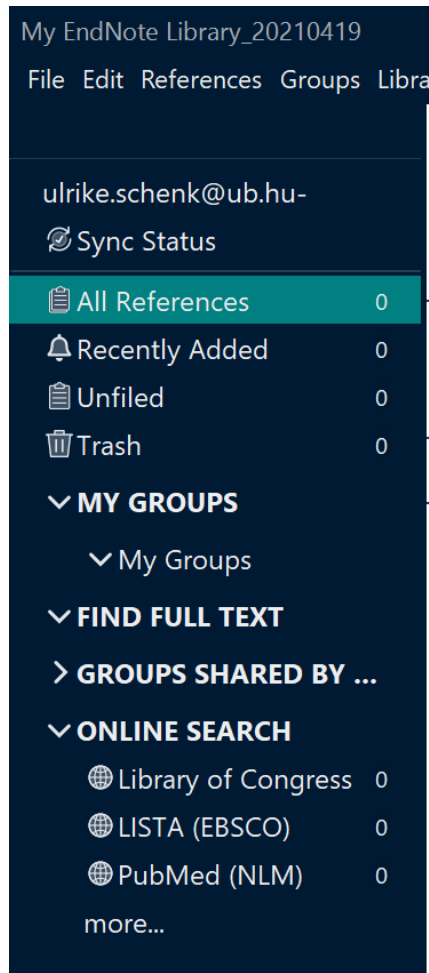 My EndNote Library_20210419
File Edit References Groups Libra
ulrike.schenk@ub.hu-
Sync Status
All References 0
Recently Added 0
Unfiled 0
Trash 0
MY GROUPS
My Groups
FIND FULL TEXT
GROUPS SHARED BY ...
ONLINE SEARCH
Library of Congress 0
LISTA (EBSCO) 0
PubMed (NLM) 0
more...